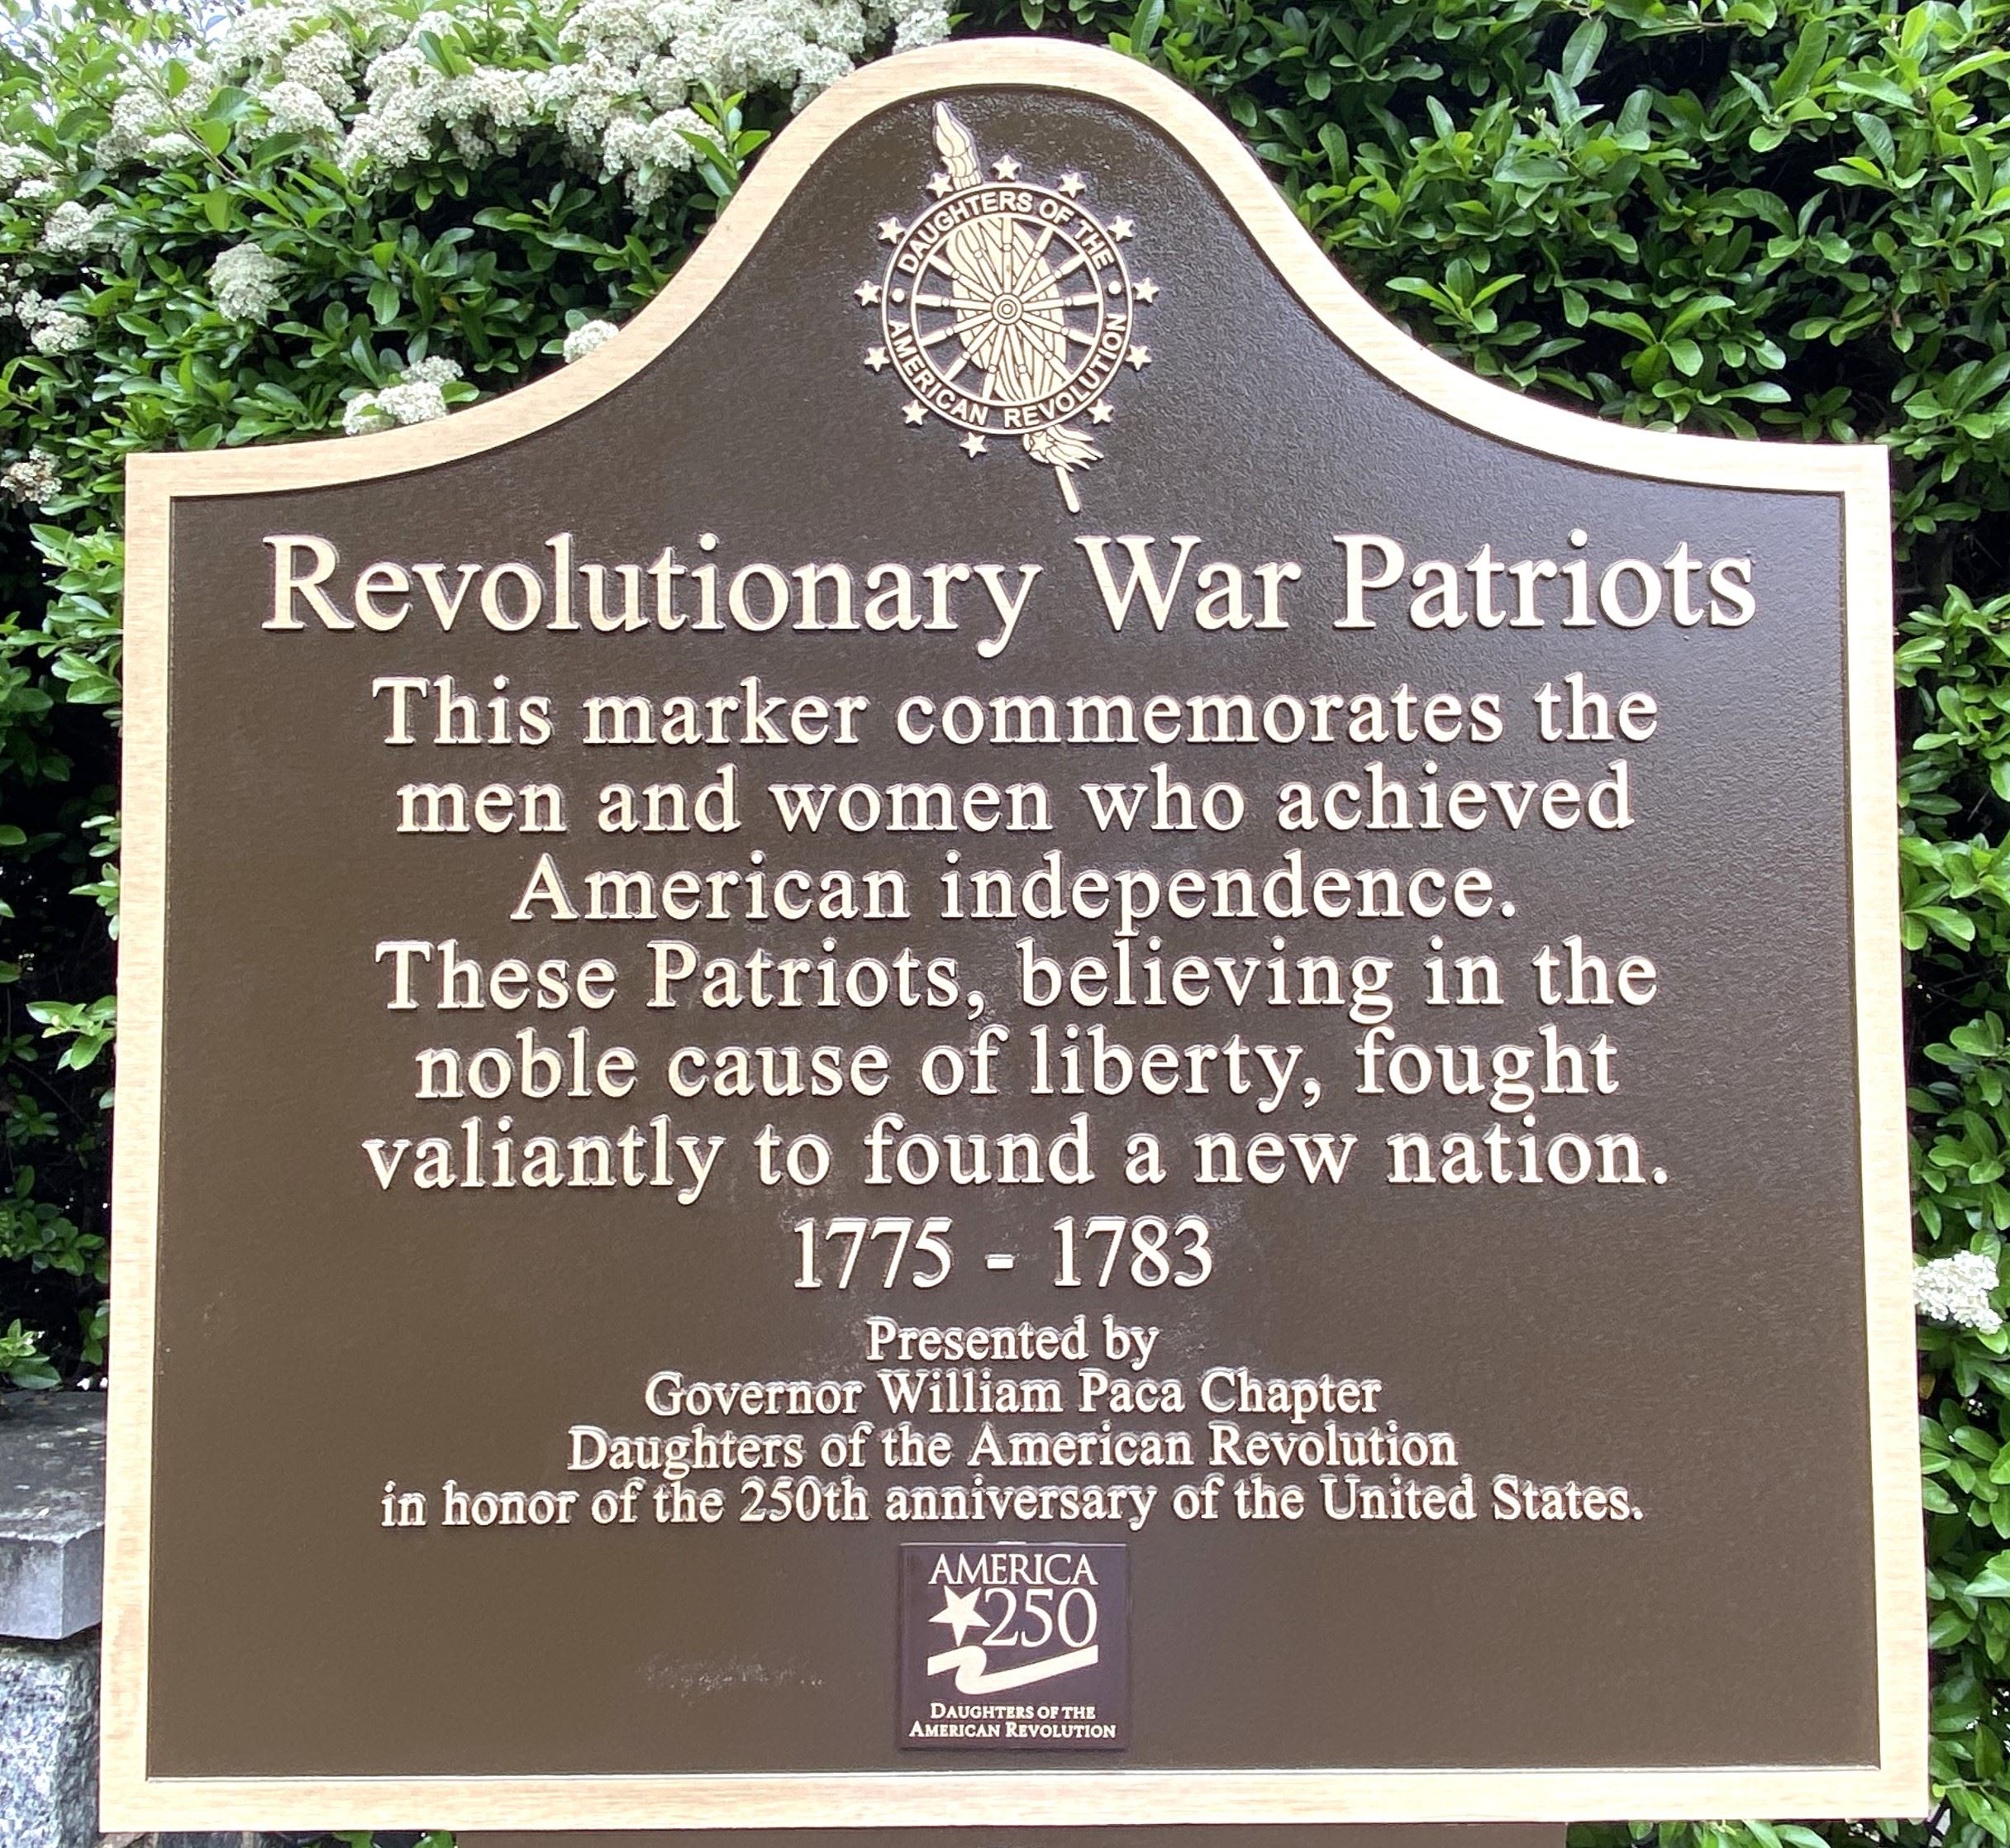 DAUGHTERS OF THE
AMERICAN REVOLUTION
Revolutionary War Patriots
This marker commemorates the
men and women who achieved
American independence.
These Patriots, believing in the
noble cause of liberty, fought
valiantly to found a new nation.
1775 - 1783
Presented by
Governor William Paca Chapter
Daughters of the American Revolution
in honor of the 250th anniversary of the United States.
AMERICA
250
DAUGHTERS OF THE
AMERICAN REVOLUTION